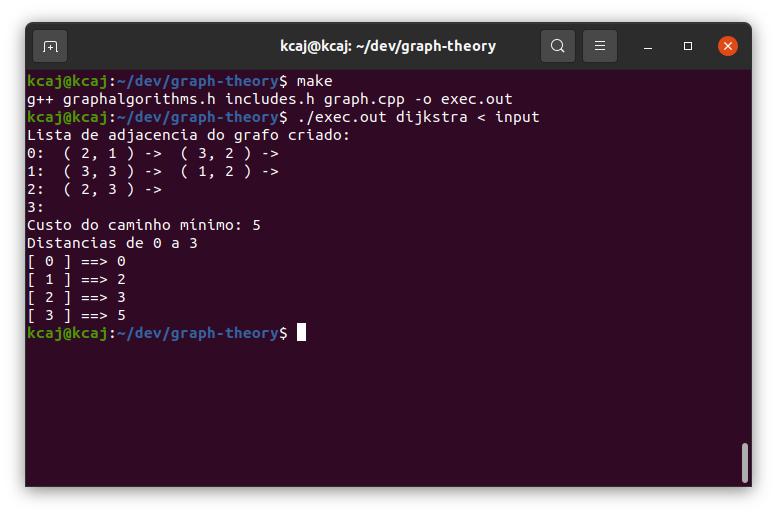 kcaj@kcaj: ~/dev/graph-theory
kcaj@kcaj:~/dev/graph-theory$ make
g++ graphalgorithms.h includes.h graph.cpp -o exec.out
kcaj@kcaj:~/dev/graph-theory$ ./exec.out dijkstra < input
Lista de adjacencia do grafo criado:
0:  ( 2, 1 ) ->  ( 3, 2 ) ->
1:  ( 3, 3 ) ->  ( 1, 2 ) ->
2:  ( 2, 3 ) ->
3:
Custo do caminho mínimo: 5
Distancias de 0 a 3
[ 0 ] ==> 0
[ 1 ] ==> 2
[ 2 ] ==> 3
[ 3 ] ==> 5
kcaj@kcaj:~/dev/graph-theory$